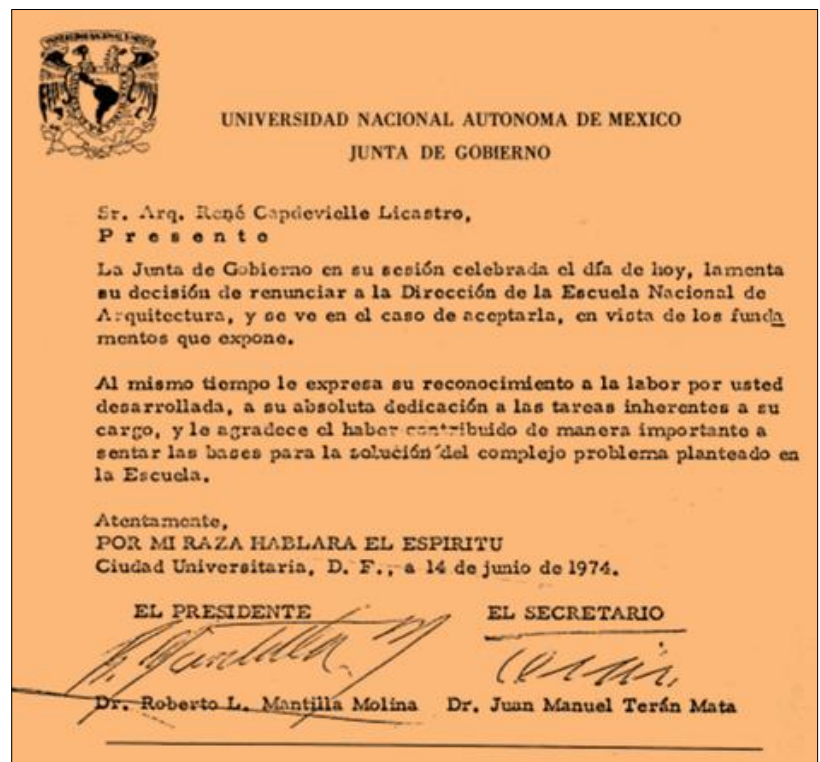 UNIVERSIDAD NACIONAL AUTONOMA DE MEXICO
JUNTA DE GOBIERNO
Sr. Arq. René Capdevielle Licastro,
P r e s e n t e
La Junta de Gobierno en su sesión celebrada el día de hoy, lamenta
su decisión de renunciar a la Dirección de la Escuela Nacional de
Arquitectura, y se ve en el caso de aceptarla, en vista de los funda
mentos que expone.
Al mismo tiempo le expresa su reconocimiento a la labor por usted
desarrollada, a su absoluta dedicación a las tareas inherentes a su
cargo, y le agradece el haber contribuido de manera importante a
sentar las bases para la solución del complejo problema planteado en
la Escuela.
Atentamente,
POR MI RAZA HABLARA EL ESPIRITU
Ciudad Universitaria, D. F., a 14 de junio de 1974.
EL PRESIDENTE EL SECRETARIO
Dr. Roberto L. Mantilla Molina Dr. Juan Manuel Terán Mata